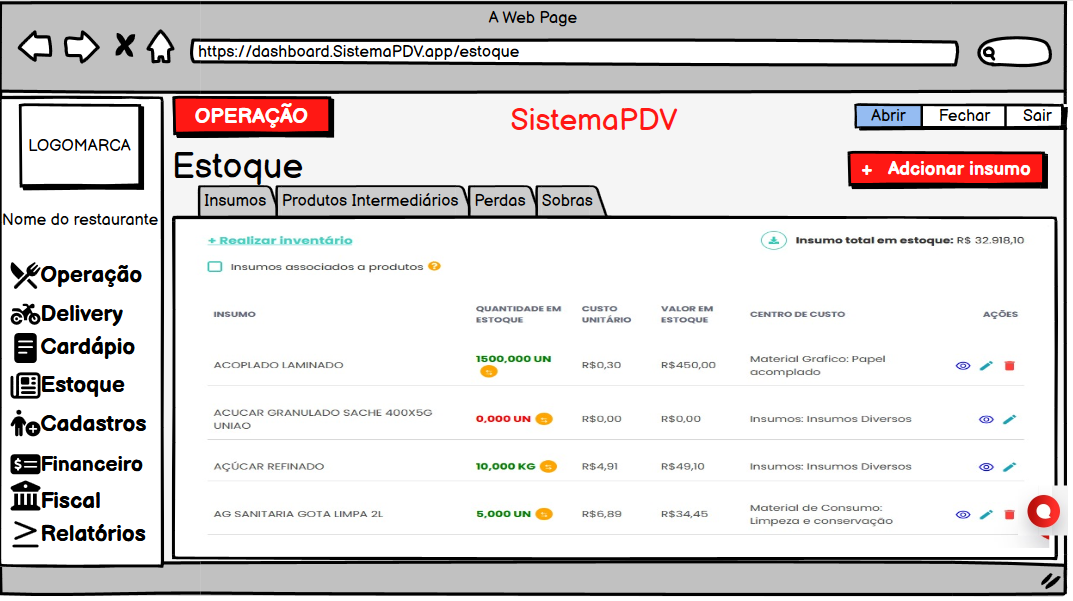 A Web Page
https://dashboard.SistemaPDV.app/estoque
LOGOMARCA
Nome do restaurante
Operação
Delivery
Cardápio
Estoque
Cadastros
Financeiro
Fiscal
Relatórios
OPERAÇÃO
SistemaPDV
Abrir Fechar Sair
Estoque
+ Adcionar insumo
Insumos Produtos Intermediários Perdas Sobras
+ Realizar inventário
Insumo total em estoque: R$ 32.918,10
Insumos associados a produtos ?
INSUMO QUANTIDADE EM ESTOQUE CUSTO UNITÁRIO VALOR EM ESTOQUE CENTRO DE CUSTO AÇÕES
ACOPLADO LAMINADO 1500,000 UN R$0,30 R$450,00 Material Grafico: Papel acomplado
ACUCAR GRANULADO SACHE 400X5G UNIAO 0,000 UN R$0,00 R$0,00 Insumos: Insumos Diversos
AÇÚCAR REFINADO 10,000 KG R$4,91 R$49,10 Insumos: Insumos Diversos
AG SANITARIA GOTA LIMPA 2L 5,000 UN R$6,89 R$34,45 Material de Consumo: Limpeza e conservação